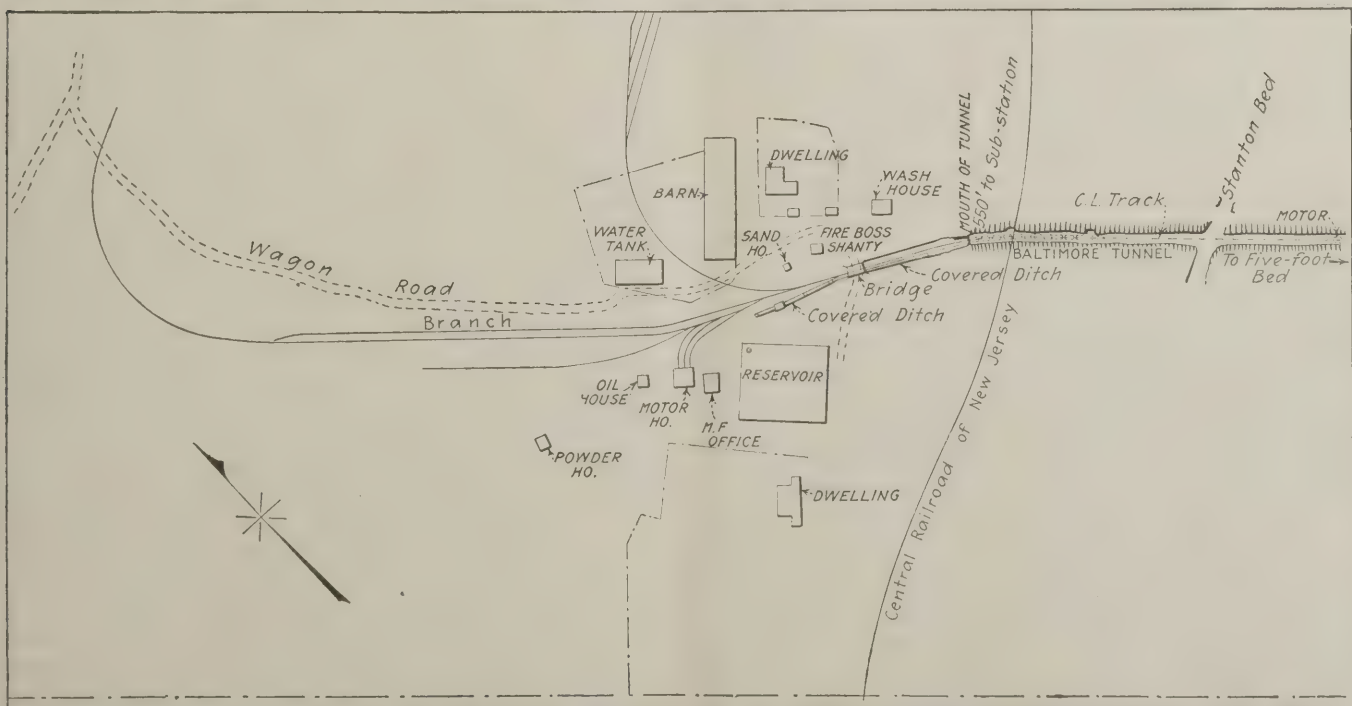 MOUTH OF TUNNEL
550' to Sub-station
Stanton Bed
DWELLING
WASH
HOUSE
BARN
C.L. Track
MOTOR
WATER
TANK
SAND
HO.
FIRE BOSS
SHANTY
BALTIMORE TUNNEL
To Five-foot
Bed
Wagon
Road
Covered Ditch
Bridge
Branch
Covered Ditch
OIL
HOUSE
MOTOR
HO.
M.F
OFFICE
RESERVOIR
POWDER
HO.
DWELLING
Central Railroad of New Jersey